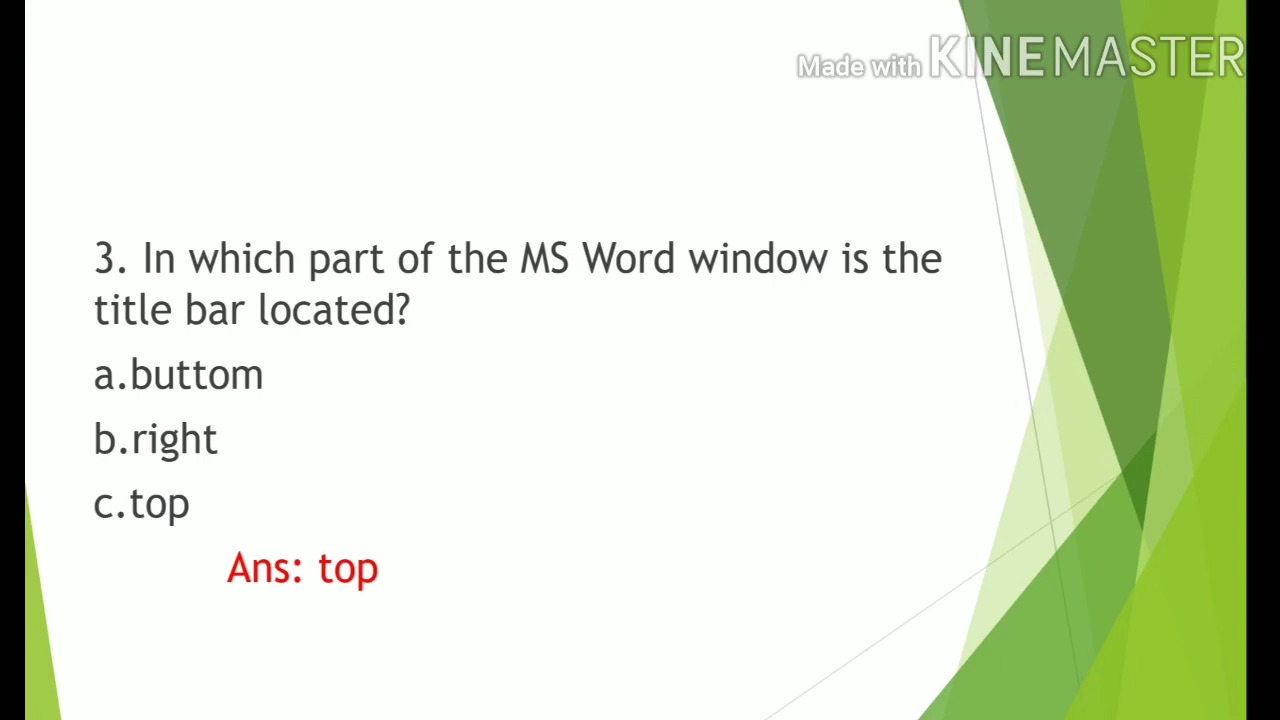 Made with KINEMASTER
3. In which part of the MS Word window is the
title bar located?
a.buttom
b.right
c.top
Ans: top